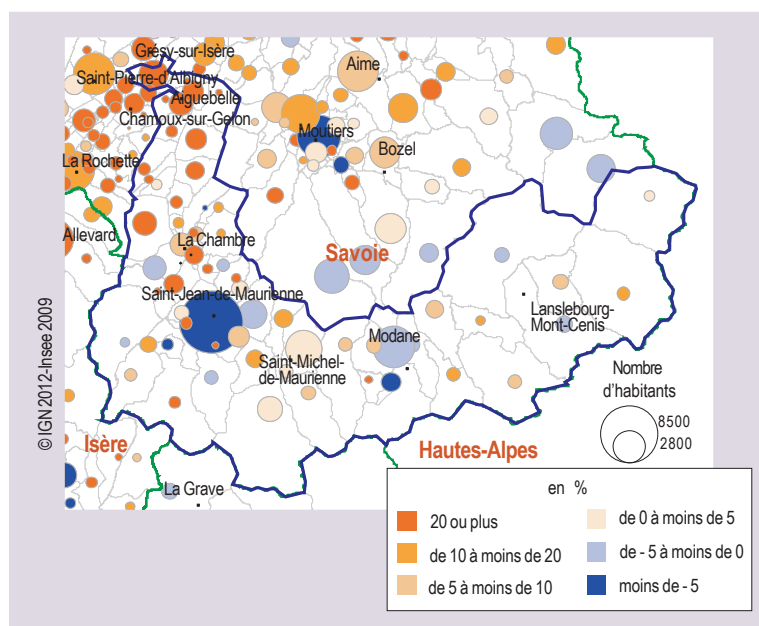 Grésy-sur-Isère
Aime
Saint-Pierre-d'Albigny
Aiguebelle
Chamoux-sur-Gelon
Moutiers
Bozel
La Rochette
Allevard
La Chambre
Savoie
Saint-Jean-de-Maurienne
Lanslebourg-
Mont-Cenis
Modane
Saint-Michel-
de-Maurienne
Nombre
d'habitants
8500
2800
Isère
Hautes-Alpes
La Grave
© IGN 2012-Insee 2009
en %
20 ou plus
de 10 à moins de 20
de 5 à moins de 10
de 0 à moins de 5
de - 5 à moins de 0
moins de - 5